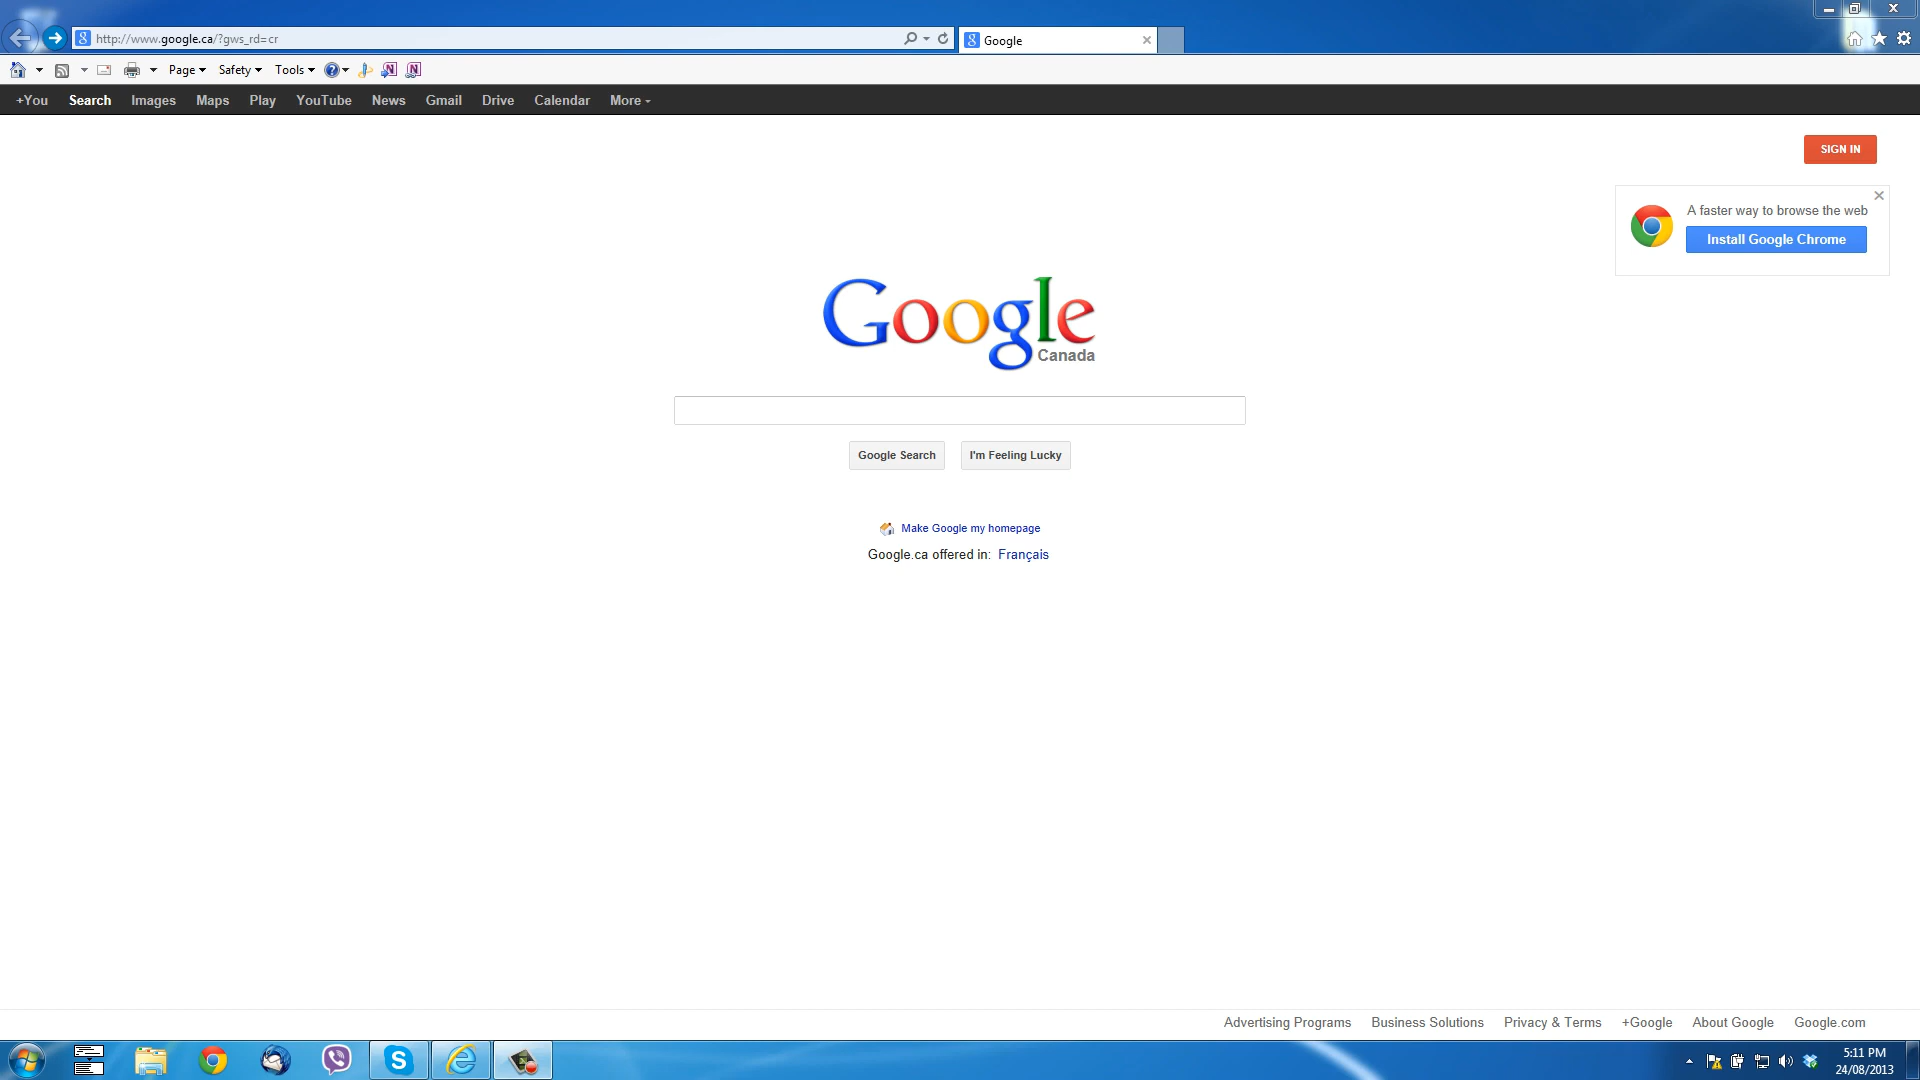 http://www.google.ca/?gws_rd=cr
Google
Page
Safety
Tools
+You Search Images Maps Play YouTube News Gmail Drive Calendar More
SIGN IN
A faster way to browse the web
Install Google Chrome
Google
Canada
Google Search
I'm Feeling Lucky
Make Google my homepage
Google.ca offered in: Français
Advertising Programs Business Solutions Privacy & Terms +Google About Google Google.com
5:11 PM
24/08/2013